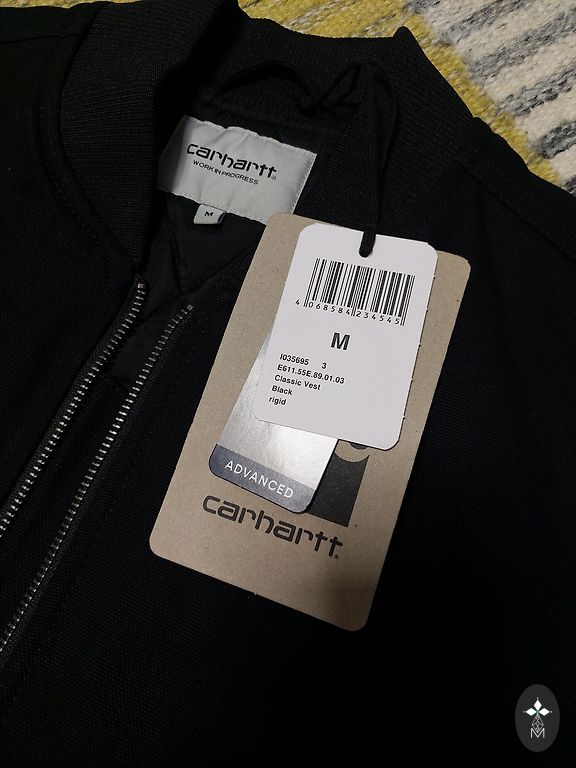 carhartt
WORK IN PROGRESS
M
4 068584 234545
M
I035695 3
E611.55E.89.01.03
Classic Vest
Black
rigid
ADVANCED
carhartt
M